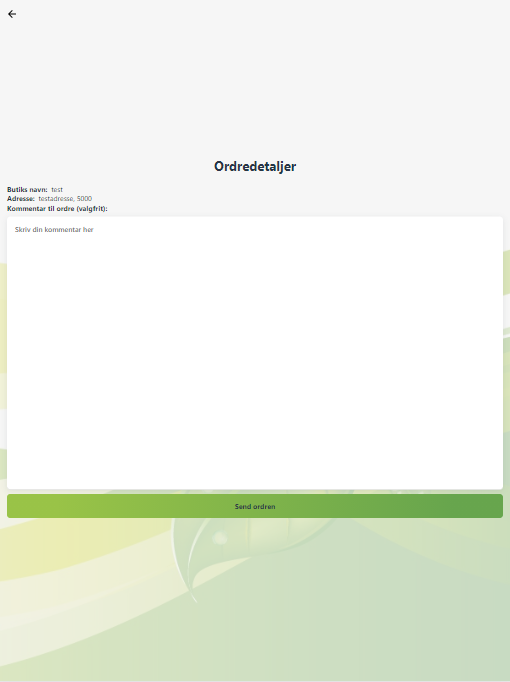 Ordredetaljer
Butiks navn: test
Adresse: testadresse, 5000
Kommentar til ordre (valgfrit):
Skriv din kommentar her
Send ordren